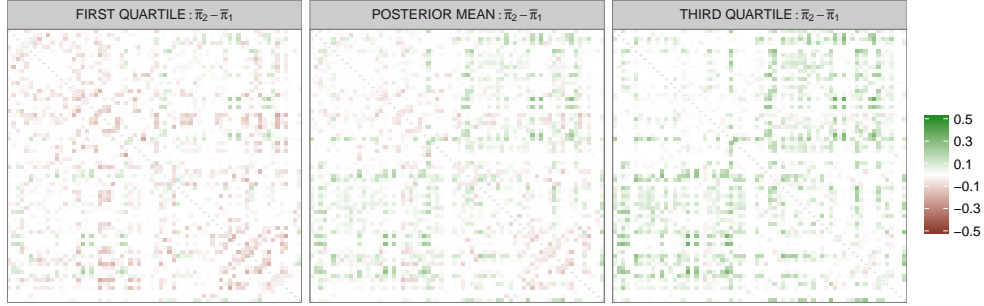 FIRST QUARTILE : π̅₂ − π̅₁
POSTERIOR MEAN : π̅₂ − π̅₁
THIRD QUARTILE : π̅₂ − π̅₁
0.5
0.3
0.1
−0.1
−0.3
−0.5